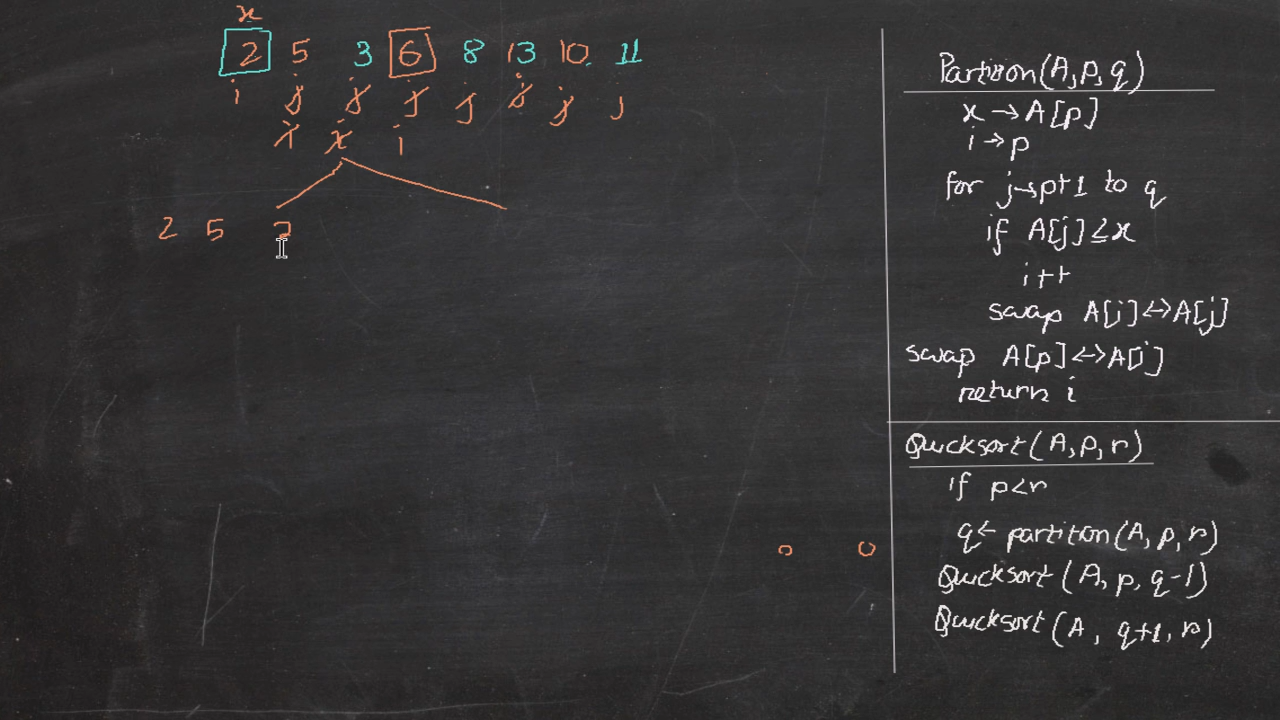 x
2 5 3 6 8 13 10 11
i j j j j j j j
i i i
2 5
Partition(A,p,q)
x→A[p]
i→p
for j→p+1 to q
if A[j]≤x
i++
swap A[i]↔A[j]
swap A[p]↔A[i]
return i
Quicksort(A,p,r)
if p<r
q← partition(A, p, r)
Quicksort (A, p, q-1)
Quicksort (A, q+1, r)
o o